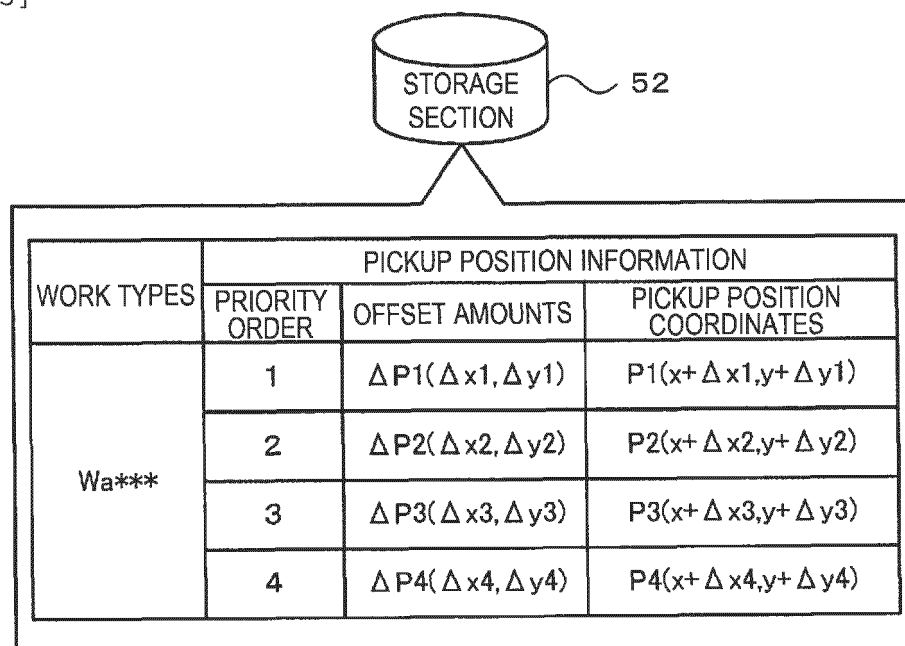 STORAGE
SECTION
52
PICKUP POSITION INFORMATION
WORK TYPES
PRIORITY
ORDER
OFFSET AMOUNTS
PICKUP POSITION
COORDINATES
Wa***
1
ΔP1(Δx1,Δy1)
P1(x+Δx1,y+Δy1)
2
ΔP2(Δx2,Δy2)
P2(x+Δx2,y+Δy2)
3
ΔP3(Δx3,Δy3)
P3(x+Δx3,y+Δy3)
4
ΔP4(Δx4,Δy4)
P4(x+Δx4,y+Δy4)